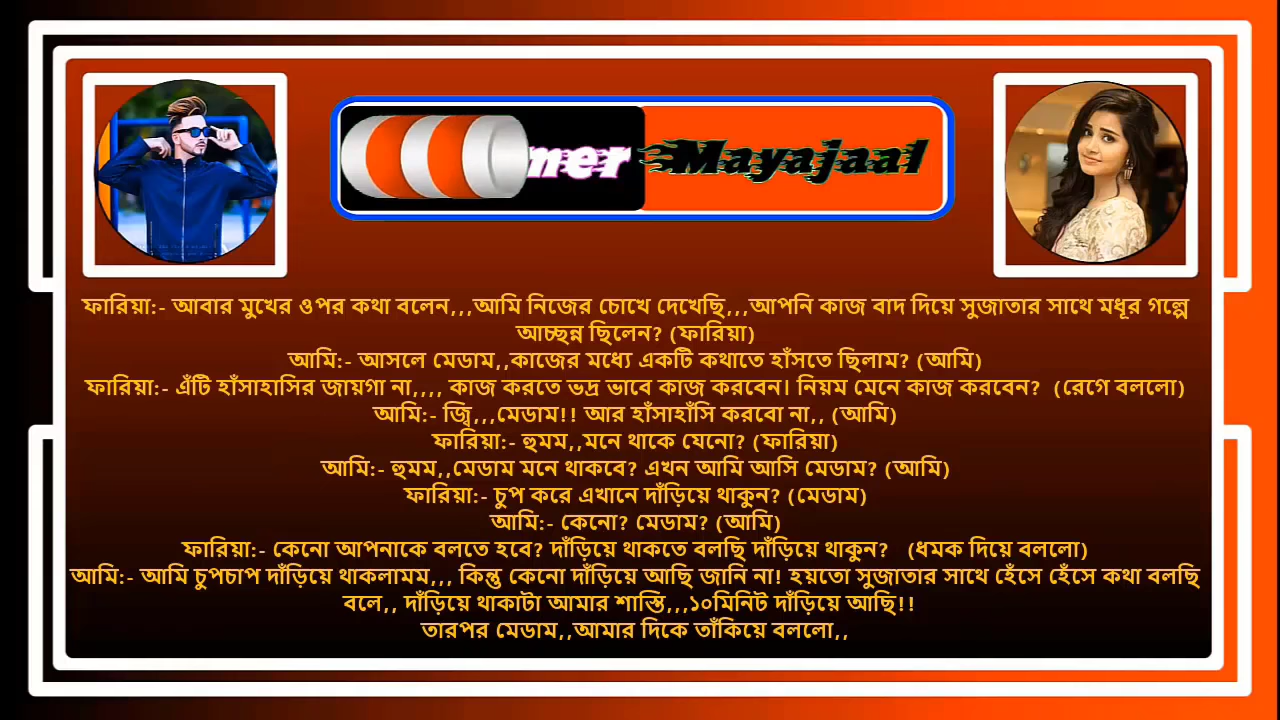 mer Mayajaal
ফারিয়া:- আবার মুখের ওপর কথা বলেন,,,আমি নিজের চোখে দেখেছি,,,আপনি কাজ বাদ দিয়ে সুজাতার সাথে মধূর গল্পে
আচ্ছন্ন ছিলেন? (ফারিয়া)
আমি:- আসলে মেডাম,,কাজের মধ্যে একটি কথাতে হাঁসতে ছিলাম? (আমি)
ফারিয়া:- এঁটি হাঁসাহাসির জায়গা না,,,, কাজ করতে ভদ্র ভাবে কাজ করবেন। নিয়ম মেনে কাজ করবেন? (রেগে বললো)
আমি:- জ্বি,,,মেডাম!! আর হাঁসাহাঁসি করবো না,, (আমি)
ফারিয়া:- হুমম,,মনে থাকে যেনো? (ফারিয়া)
আমি:- হুমম,,মেডাম মনে থাকবে? এখন আমি আসি মেডাম? (আমি)
ফারিয়া:- চুপ করে এখানে দাঁড়িয়ে থাকুন? (মেডাম)
আমি:- কেনো? মেডাম? (আমি)
ফারিয়া:- কেনো আপনাকে বলতে হবে? দাঁড়িয়ে থাকতে বলছি দাঁড়িয়ে থাকুন? (ধমক দিয়ে বললো)
আমি:- আমি চুপচাপ দাঁড়িয়ে থাকলামম,,, কিন্তু কেনো দাঁড়িয়ে আছি জানি না! হয়তো সুজাতার সাথে হেঁসে হেঁসে কথা বলছি
বলে,, দাঁড়িয়ে থাকাটা আমার শাস্তি,,,১০মিনিট দাঁড়িয়ে আছি!!
তারপর মেডাম,,আমার দিকে তাঁকিয়ে বললো,,